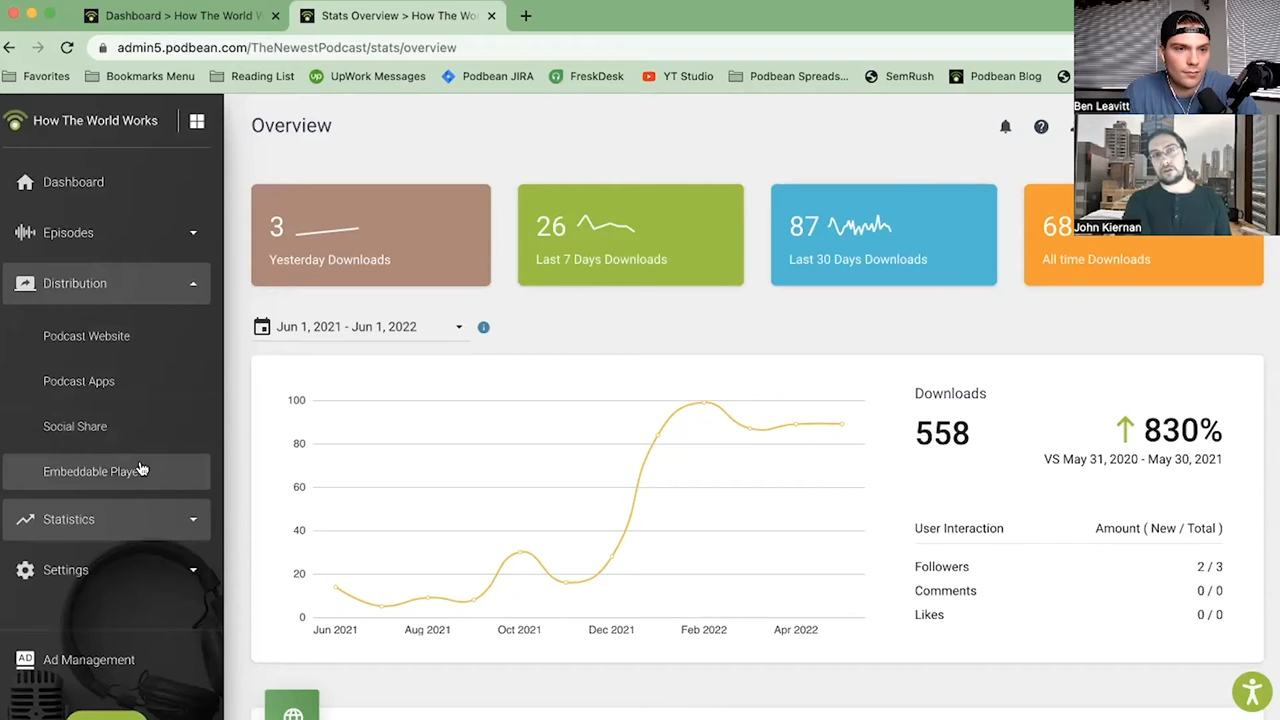 Dashboard > How The World W
Stats Overview > How The Wo
admin5.podbean.com/TheNewestPodcast/stats/overview
Favorites
Bookmarks Menu
Reading List
UpWork Messages
Podbean JIRA
FreskDesk
YT Studio
Podbean Spreads...
SemRush
Podbean Blog
Ben Leavitt
John Kiernan
How The World Works
Dashboard
Episodes
Distribution
Podcast Website
Podcast Apps
Social Share
Embeddable Playe
Statistics
Settings
AD
Ad Management
Overview
3
Yesterday Downloads
26
Last 7 Days Downloads
87
Last 30 Days Downloads
68
All time Downloads
Jun 1, 2021 - Jun 1, 2022
100
80
60
40
20
0
Jun 2021
Aug 2021
Oct 2021
Dec 2021
Feb 2022
Apr 2022
Downloads
558
830%
VS May 31, 2020 - May 30, 2021
User Interaction
Amount ( New / Total )
Followers
2 / 3
Comments
0 / 0
Likes
0 / 0